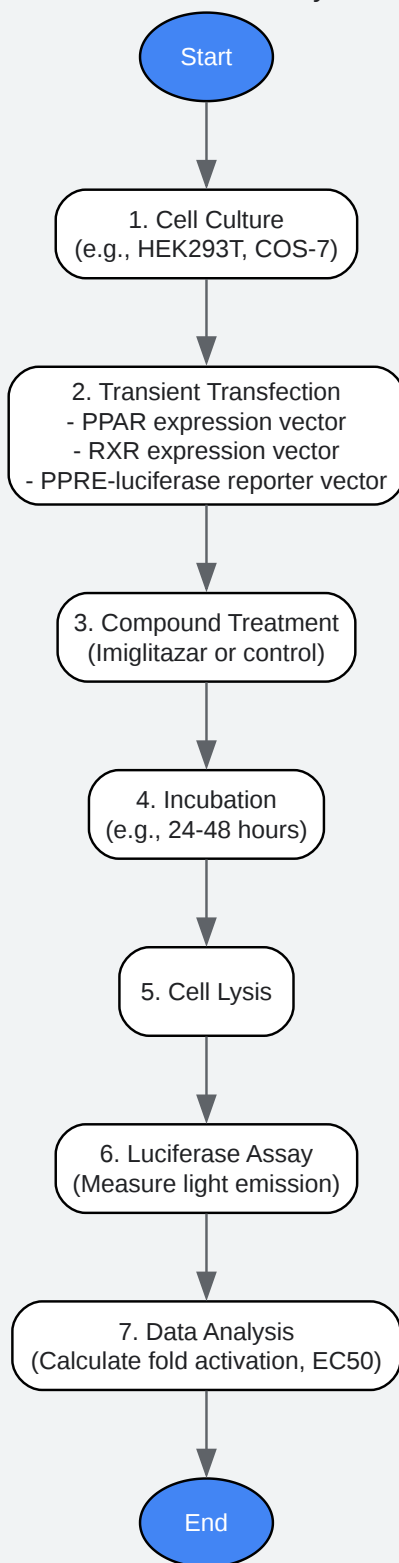 Start
1. Cell Culture
(e.g., HEK293T, COS-7)
2. Transient Transfection
- PPAR expression vector
- RXR expression vector
- PPRE-luciferase reporter vector
3. Compound Treatment
(Imiglitazar or control)
4. Incubation
(e.g., 24-48 hours)
5. Cell Lysis
6. Luciferase Assay
(Measure light emission)
7. Data Analysis
(Calculate fold activation, EC50)
End